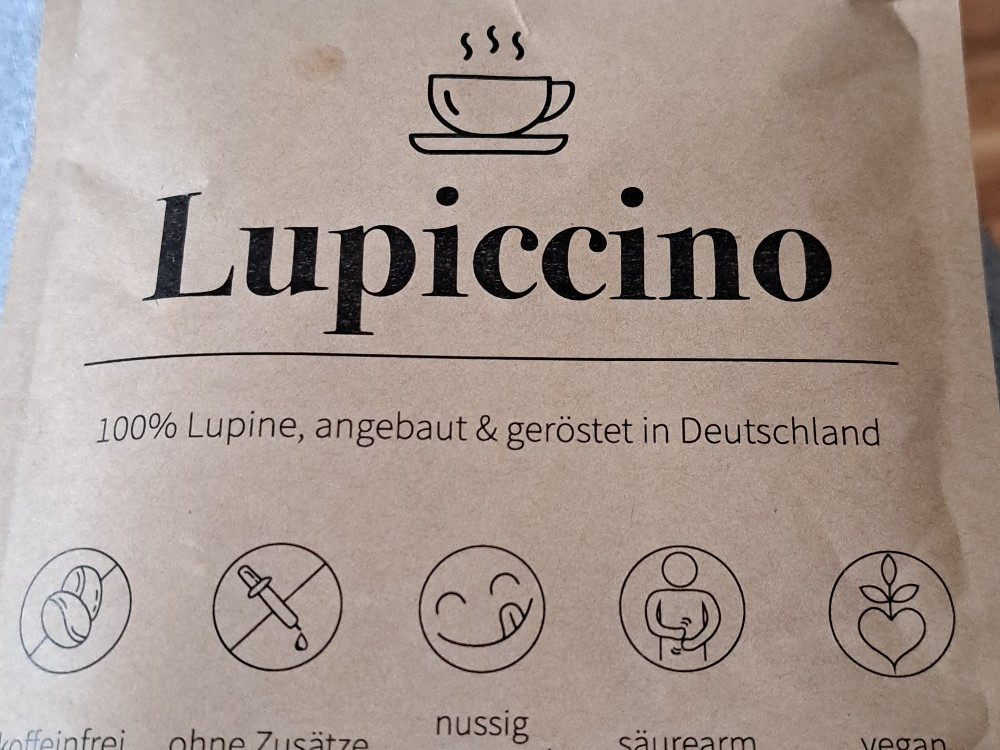 Lupiccino
100% Lupine, angebaut & geröstet in Deutschland
koffeinfrei ohne Zusätze nussig säurearm vegan